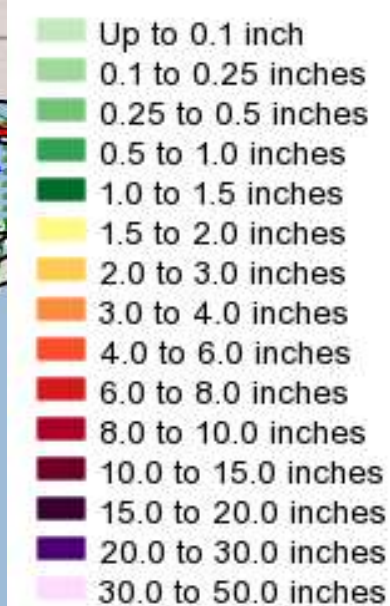 Up to 0.1 inch
0.1 to 0.25 inches
0.25 to 0.5 inches
0.5 to 1.0 inches
1.0 to 1.5 inches
1.5 to 2.0 inches
2.0 to 3.0 inches
3.0 to 4.0 inches
4.0 to 6.0 inches
6.0 to 8.0 inches
8.0 to 10.0 inches
10.0 to 15.0 inches
15.0 to 20.0 inches
20.0 to 30.0 inches
30.0 to 50.0 inches